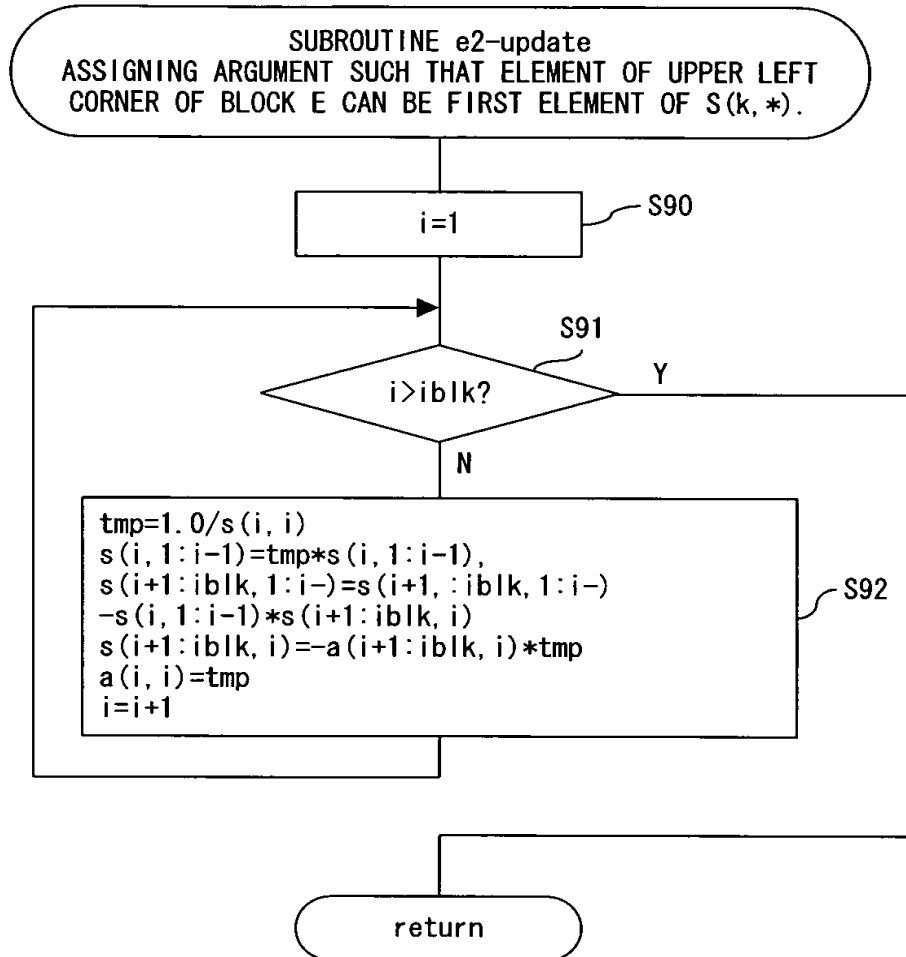 SUBROUTINE e2-update
ASSIGNING ARGUMENT SUCH THAT ELEMENT OF UPPER LEFT
CORNER OF BLOCK E CAN BE FIRST ELEMENT OF S(k,*).
i=1
S90
S91
i>iblk?
Y
N
tmp=1.0/s(i,i)
s(i,1:i-1)=tmp*s(i,1:i-1),
s(i+1:iblk,1:i-)=s(i+1,:iblk,1:i-)
-s(i,1:i-1)*s(i+1:iblk,i)
s(i+1:iblk,i)=-a(i+1:iblk,i)*tmp
a(i,i)=tmp
i=i+1
S92
return